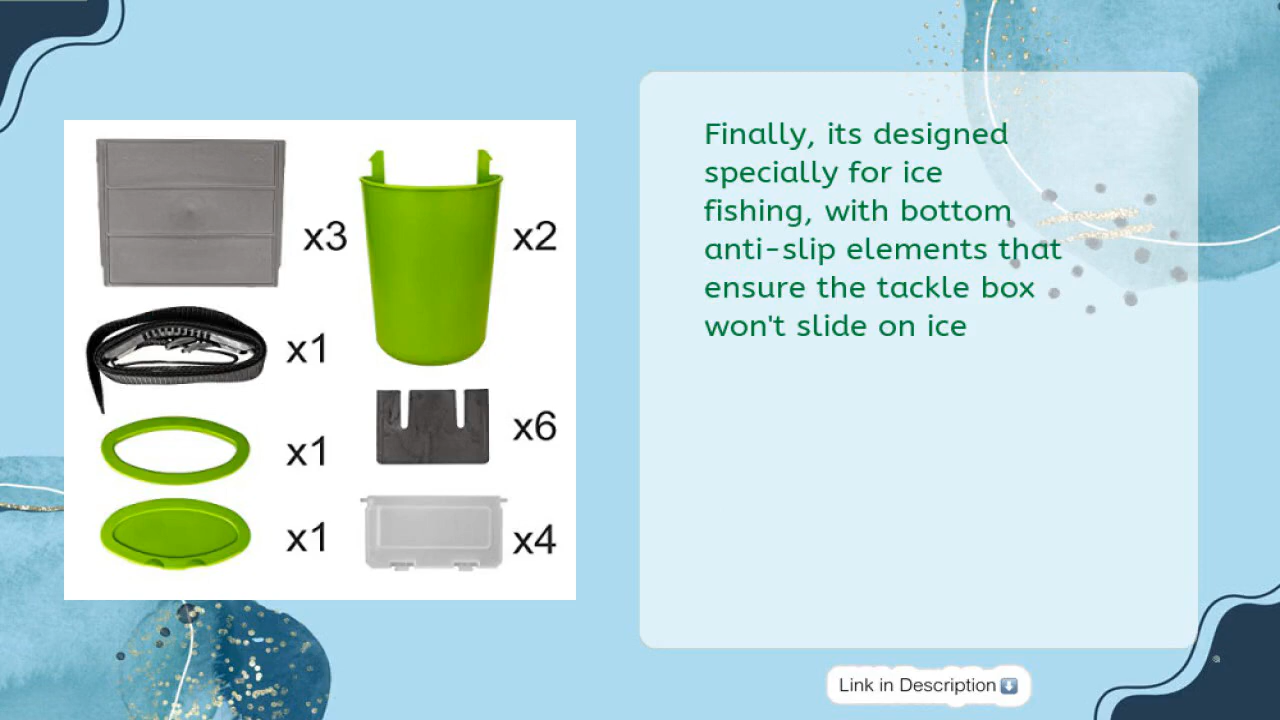 x3
x2
x1
x1
x6
x1
x4
Finally, its designed
specially for ice
fishing, with bottom
anti-slip elements that
ensure the tackle box
won't slide on ice
Link in Description ⬇️